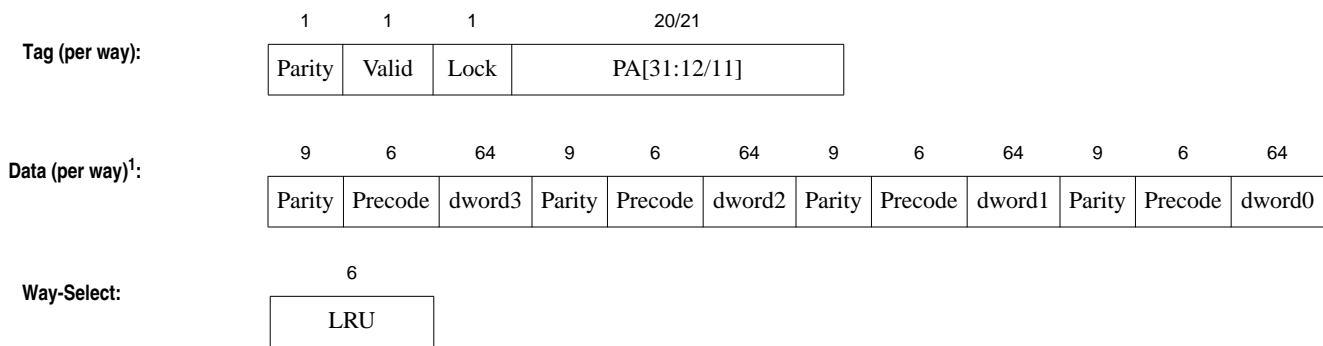 1 1 1 20/21
Tag (per way): Parity Valid Lock PA[31:12/11]
9 6 64 9 6 64 9 6 64 9 6 64
Data (per way)1: Parity Precode dword3 Parity Precode dword2 Parity Precode dword1 Parity Precode dword0
6
Way-Select: LRU